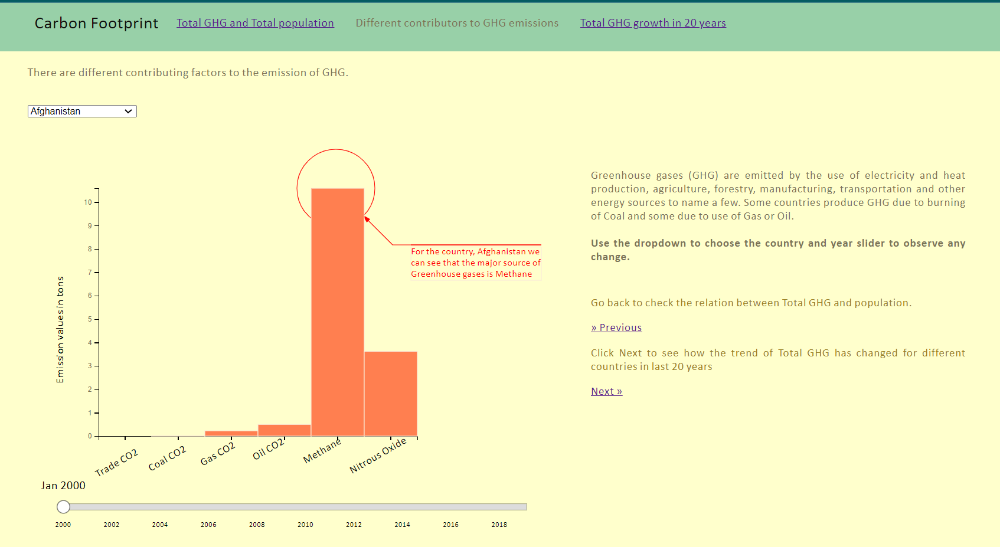 Carbon Footprint
Total GHG and Total population
Different contributors to GHG emissions
Total GHG growth in 20 years
There are different contributing factors to the emission of GHG.
Afghanistan
10
9
8
7
6
5
4
3
2
1
0
Emission values in tons
Trade CO2
Coal CO2
Gas CO2
Oil CO2
Methane
Nitrous Oxide
For the country, Afghanistan we
can see that the major source of
Greenhouse gases is Methane
Jan 2000
2000 2002 2004 2006 2008 2010 2012 2014 2016 2018
Greenhouse gases (GHG) are emitted by the use of electricity and heat
production, agriculture, forestry, manufacturing, transportation and other
energy sources to name a few. Some countries produce GHG due to burning
of Coal and some due to use of Gas or Oil.
Use the dropdown to choose the country and year slider to observe any
change.
Go back to check the relation between Total GHG and population.
» Previous
Click Next to see how the trend of Total GHG has changed for different
countries in last 20 years
Next »